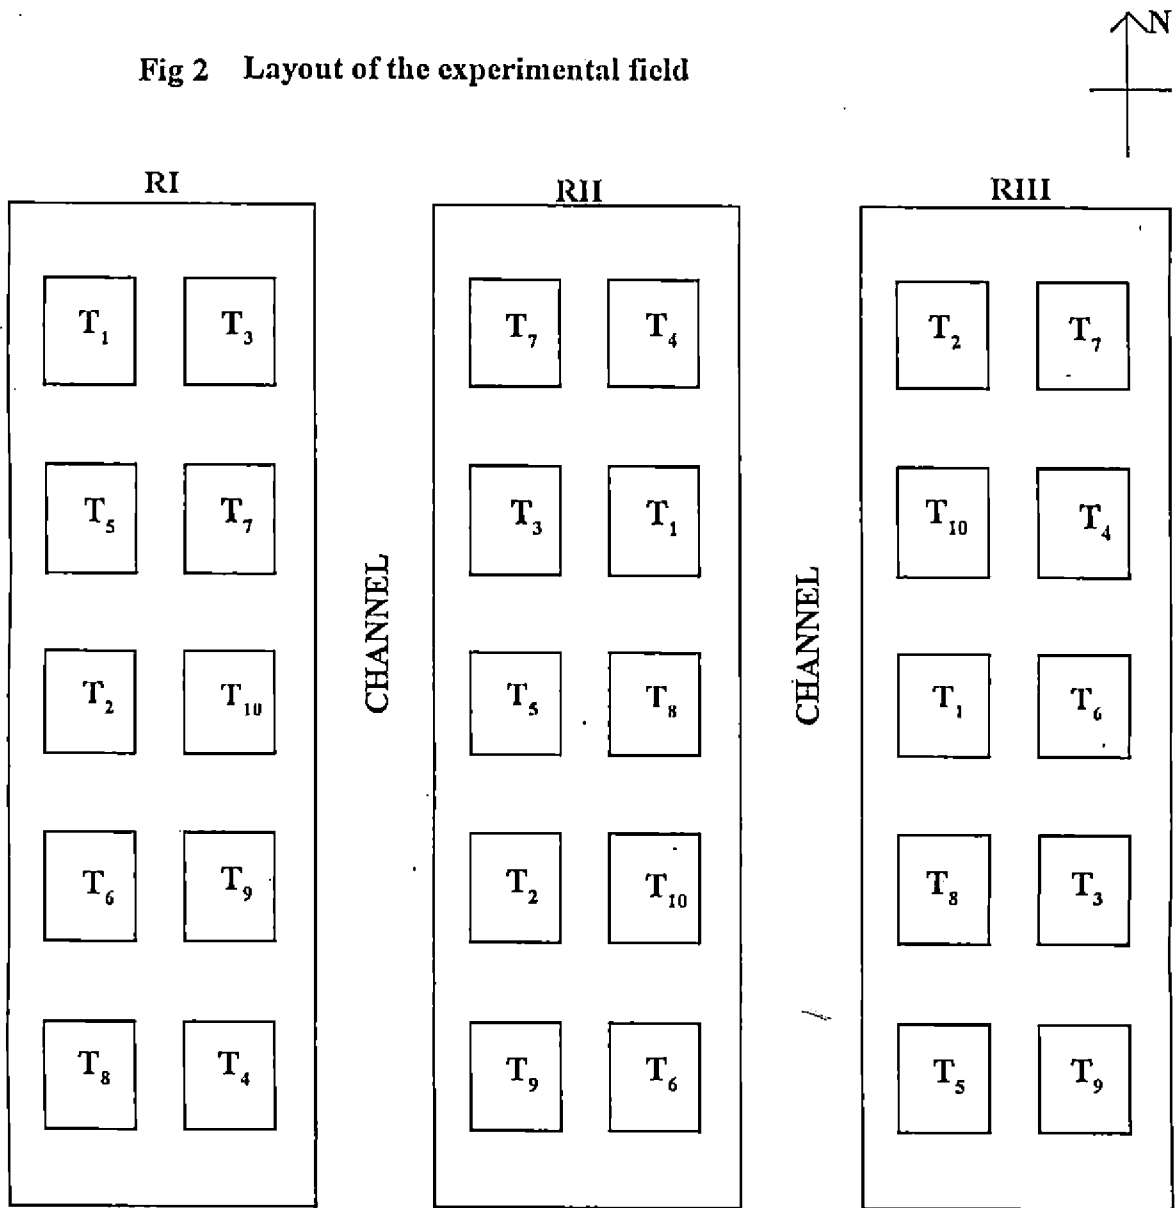 N
Fig 2 Layout of the experimental field
RI RII RIII
T₁ T₃ T₇ T₄ T₂ T₇
T₅ T₇ T₃ T₁ T₁₀ T₄
CHANNEL CHANNEL
T₂ T₁₀ T₅ T₈ T₁ T₆
T₆ T₉ T₂ T₁₀ T₈ T₃
T₈ T₄ T₉ T₆ T₅ T₉